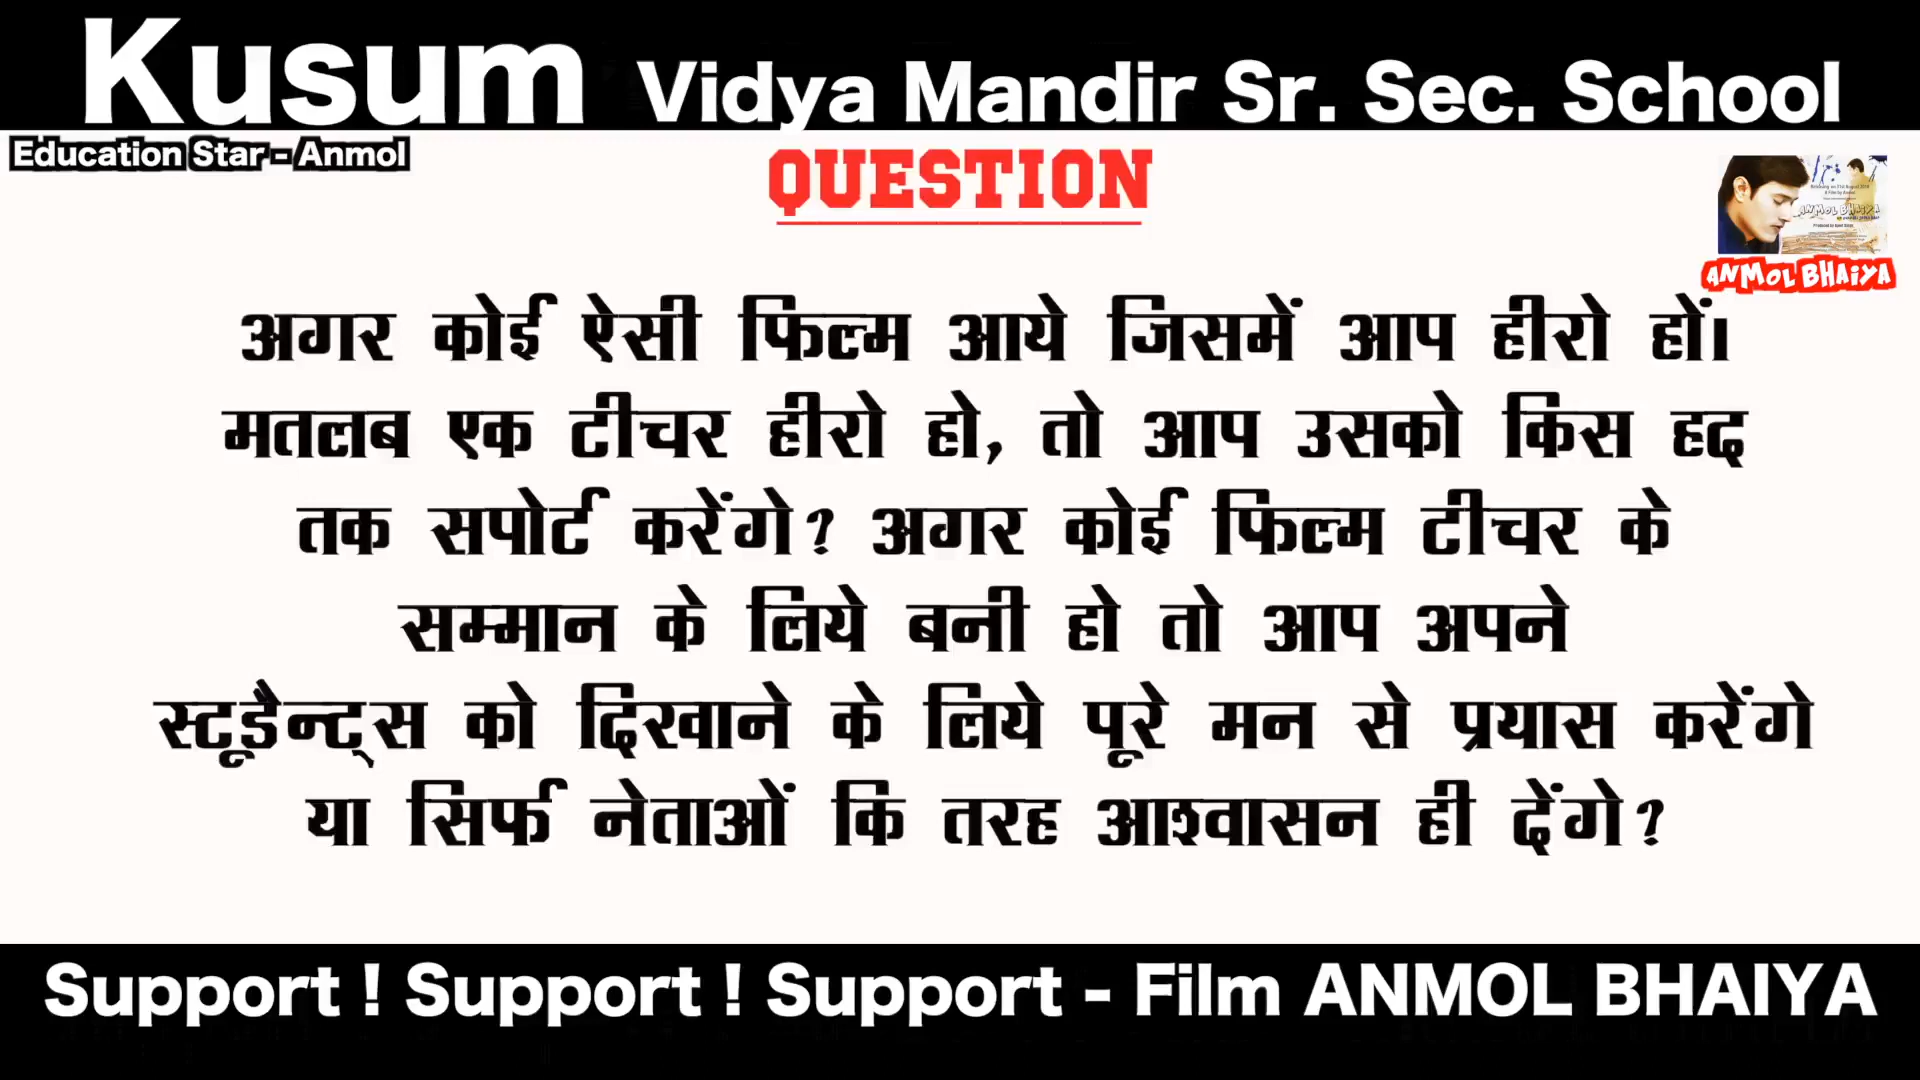 Kusum Vidya Mandir Sr. Sec. School
Education Star - Anmol
QUESTION
ANMOL BHAIYA
ANMOL BHAIYA
अगर कोई ऐसी फिल्म आये जिसमें आप हीरो हों।
मतलब एक टीचर हीरो हो, तो आप उसको किस हद
तक सपोर्ट करेंगे? अगर कोई फिल्म टीचर के
सम्मान के लिये बनी हो तो आप अपने
स्टूडैन्ट्स को दिखाने के लिये पूरे मन से प्रयास करेंगे
या सिर्फ नेताओं कि तरह आश्वासन ही देंगे?
Support ! Support ! Support - Film ANMOL BHAIYA